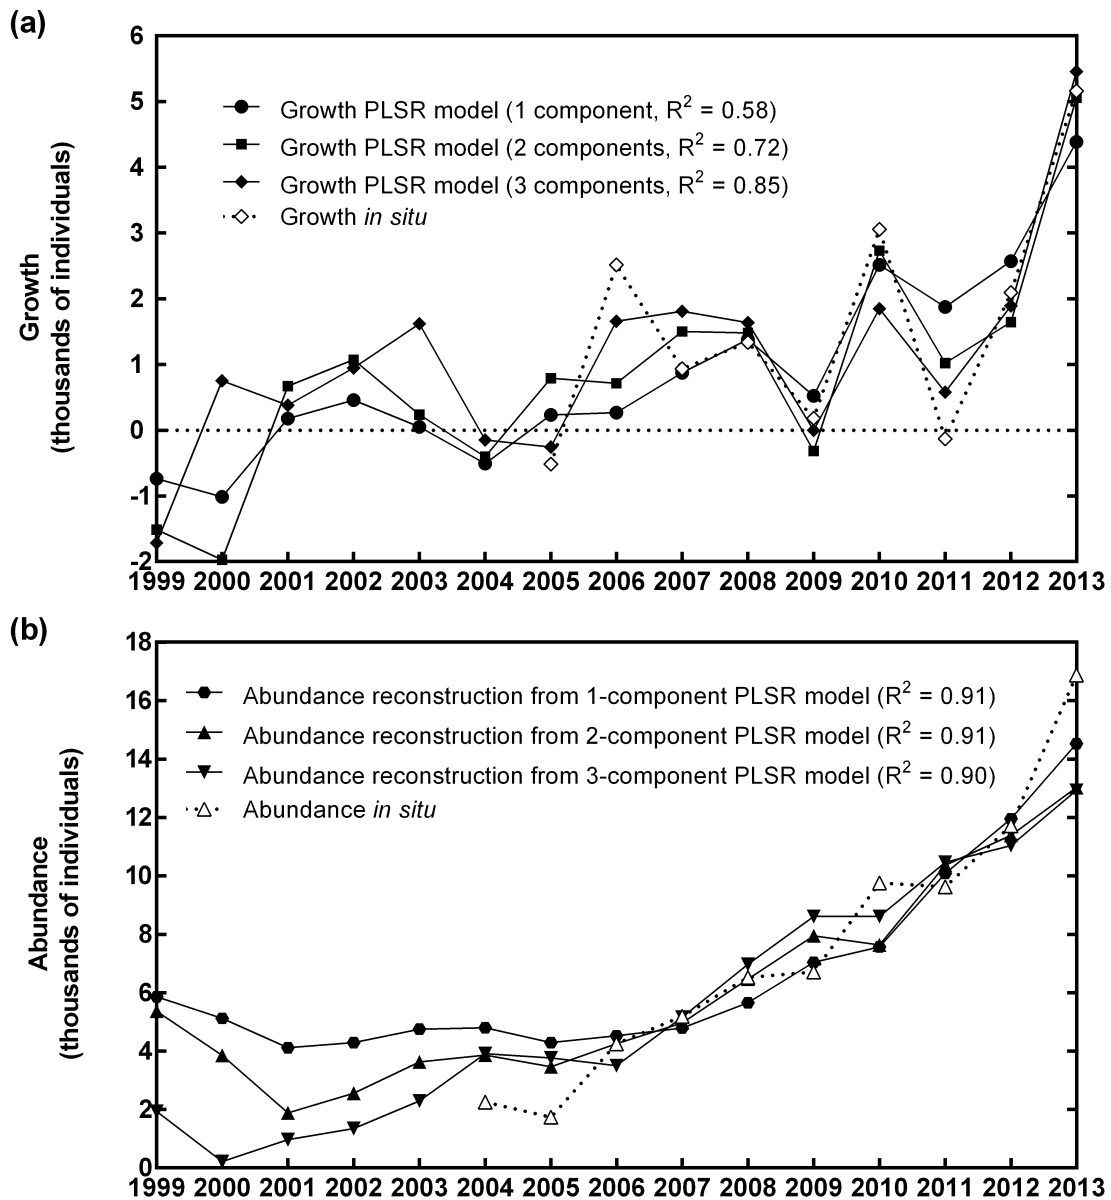 (a)
6
5
4
3
2
1
0
-1
-2
Growth
(thousands of individuals)
Growth PLSR model (1 component, R² = 0.58)
Growth PLSR model (2 components, R² = 0.72)
Growth PLSR model (3 components, R² = 0.85)
Growth in situ
1999 2000 2001 2002 2003 2004 2005 2006 2007 2008 2009 2010 2011 2012 2013
(b)
18
16
14
12
10
8
6
4
2
0
Abundance
(thousands of individuals)
Abundance reconstruction from 1-component PLSR model (R² = 0.91)
Abundance reconstruction from 2-component PLSR model (R² = 0.91)
Abundance reconstruction from 3-component PLSR model (R² = 0.90)
Abundance in situ
1999 2000 2001 2002 2003 2004 2005 2006 2007 2008 2009 2010 2011 2012 2013